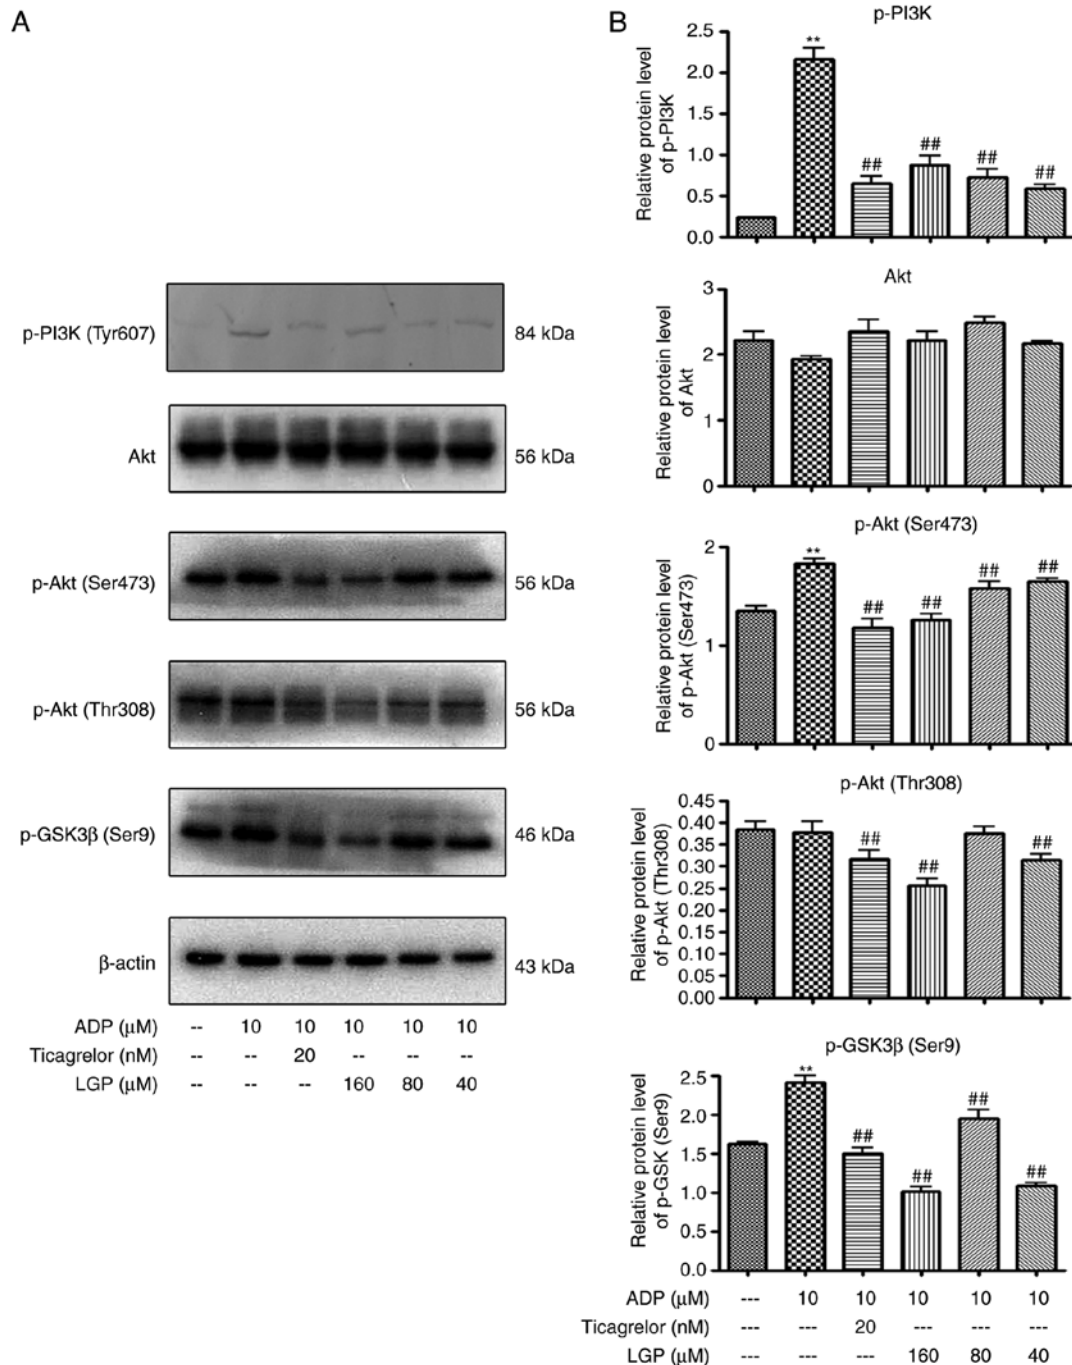 A
p-PI3K (Tyr607)
84 kDa
Akt
56 kDa
p-Akt (Ser473)
56 kDa
p-Akt (Thr308)
56 kDa
p-GSK3β (Ser9)
46 kDa
β-actin
43 kDa
ADP (µM) -- 10 10 10 10 10
Ticagrelor (nM) -- -- 20 -- -- --
LGP (µM) -- -- -- 160 80 40
B
p-PI3K
Relative protein level
of p-PI3K
2.5
2.0
1.5
1.0
0.5
0.0
** ## ## ## ##
Akt
Relative protein level
of Akt
3
2
1
0
p-Akt (Ser473)
Relative protein level
of p-Akt (Ser473)
2
1
0
** ## ## ## ##
p-Akt (Thr308)
Relative protein level
of p-Akt (Thr308)
0.45
0.40
0.35
0.30
0.25
0.20
0.15
0.10
0.05
0.00
## ## ##
p-GSK3β (Ser9)
Relative protein level
of p-GSK (Ser9)
2.5
2.0
1.5
1.0
0.5
0.0
** ## ## ## ##
ADP (µM) --- 10 10 10 10 10
Ticagrelor (nM) --- --- 20 --- --- ---
LGP (µM) --- --- --- 160 80 40